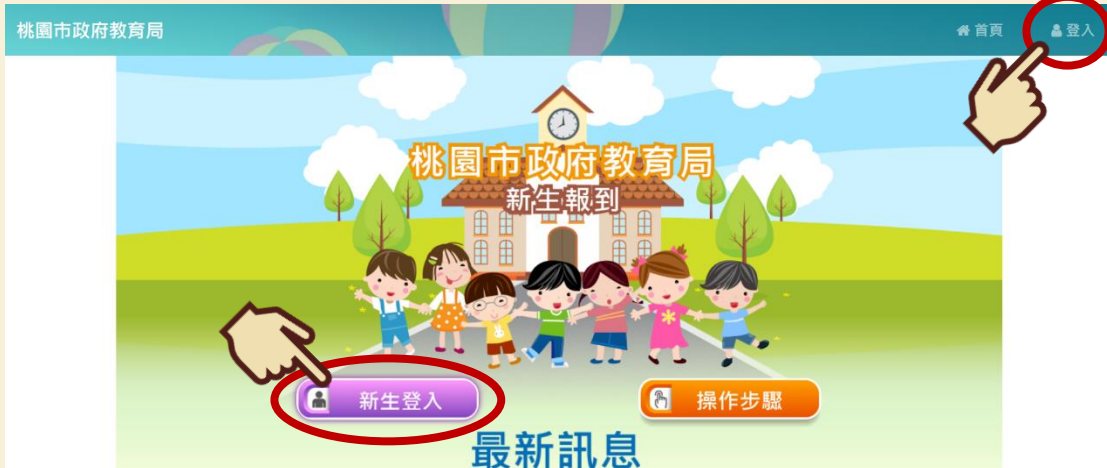 桃園市政府教育局
首頁
登入
桃園市政府教育局
新生報到
新生登入
操作步驟
最新訊息